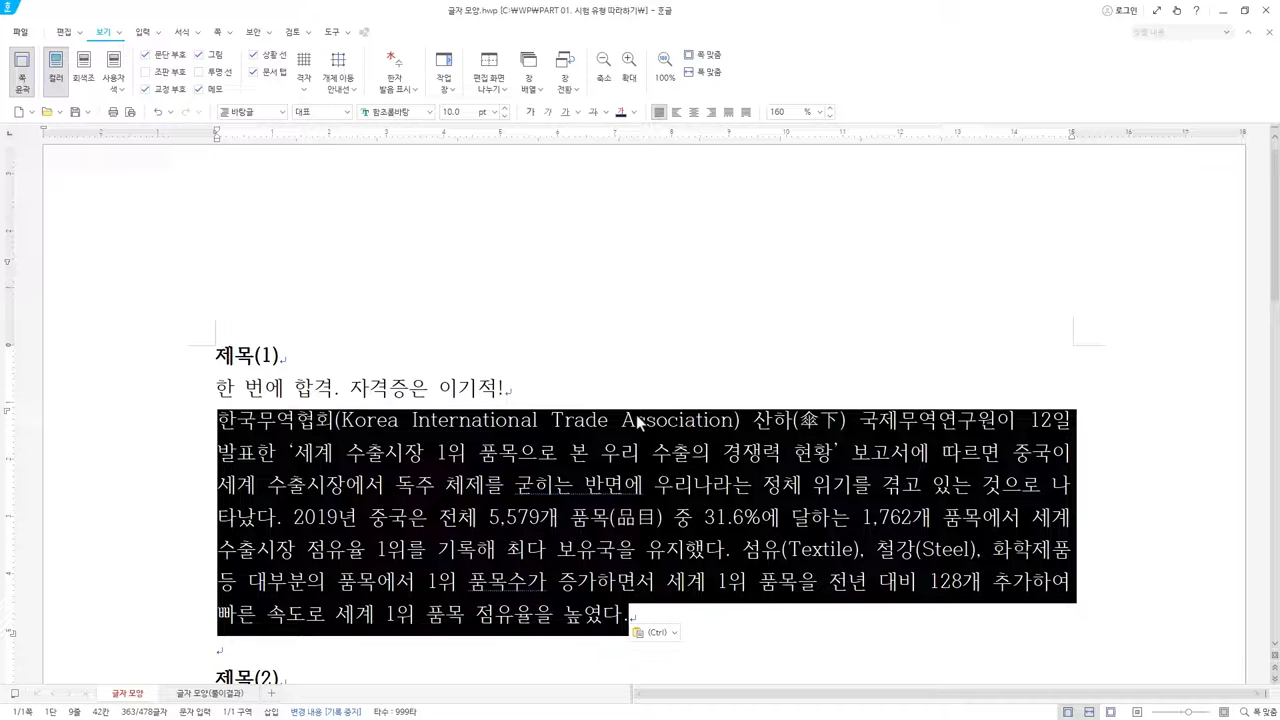 글자 모양.hwp [C:\WP\PART 01. 시험 유형 따라하기\] - 흔글
로그인
파일 편집 보기 입력 서식 쪽 보안 검토 도구
쪽 윤곽
컬러
회색조
사용자 색
문단 부호
조판 부호
교정 부호
그림
투명 선
메모
상황 선
문서 탭
격자
개체 이동 안내선
한자 발음 표시
작업 창
편집 화면 나누기
창 배열
창 전환
축소
확대
100%
쪽 맞춤
폭 맞춤
바탕글 대표 함초롬바탕 10.0 pt 가 가 가 가 가 160 %
제목(1)
한 번에 합격. 자격증은 이기적!
한국무역협회(Korea International Trade Association) 산하(傘下) 국제무역연구원이 12일
발표한 ‘세계 수출시장 1위 품목으로 본 우리 수출의 경쟁력 현황’ 보고서에 따르면 중국이
세계 수출시장에서 독주 체제를 굳히는 반면에 우리나라는 정체 위기를 겪고 있는 것으로 나
타났다. 2019년 중국은 전체 5,579개 품목(品目) 중 31.6%에 달하는 1,762개 품목에서 세계
수출시장 점유율 1위를 기록해 최다 보유국을 유지했다. 섬유(Textile), 철강(Steel), 화학제품
등 대부분의 품목에서 1위 품목수가 증가하면서 세계 1위 품목을 전년 대비 128개 추가하여
빠른 속도로 세계 1위 품목 점유율을 높였다.
(Ctrl)
제목(2)
글자 모양 글자 모양(풀이결과)
1/1쪽 1단 9줄 42칸 363/478글자 문자 입력 1/1 구역 삽입 변경 내용 [기록 중지] 타수 : 999타 폭 맞춤